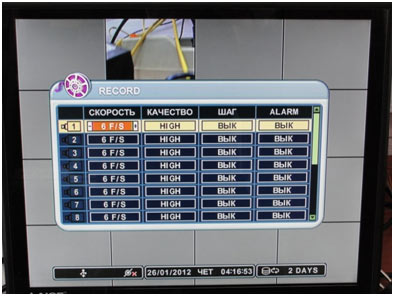 RECORD
СКОРОСТЬ КАЧЕСТВО ШАГ ALARM
1 6 F/S HIGH ВЫК ВЫК
2 6 F/S HIGH ВЫК ВЫК
3 6 F/S HIGH ВЫК ВЫК
4 6 F/S HIGH ВЫК ВЫК
5 6 F/S HIGH ВЫК ВЫК
6 6 F/S HIGH ВЫК ВЫК
7 6 F/S HIGH ВЫК ВЫК
8 6 F/S HIGH ВЫК ВЫК
26/01/2012 ЧЕТ 04:16:53 2 DAYS